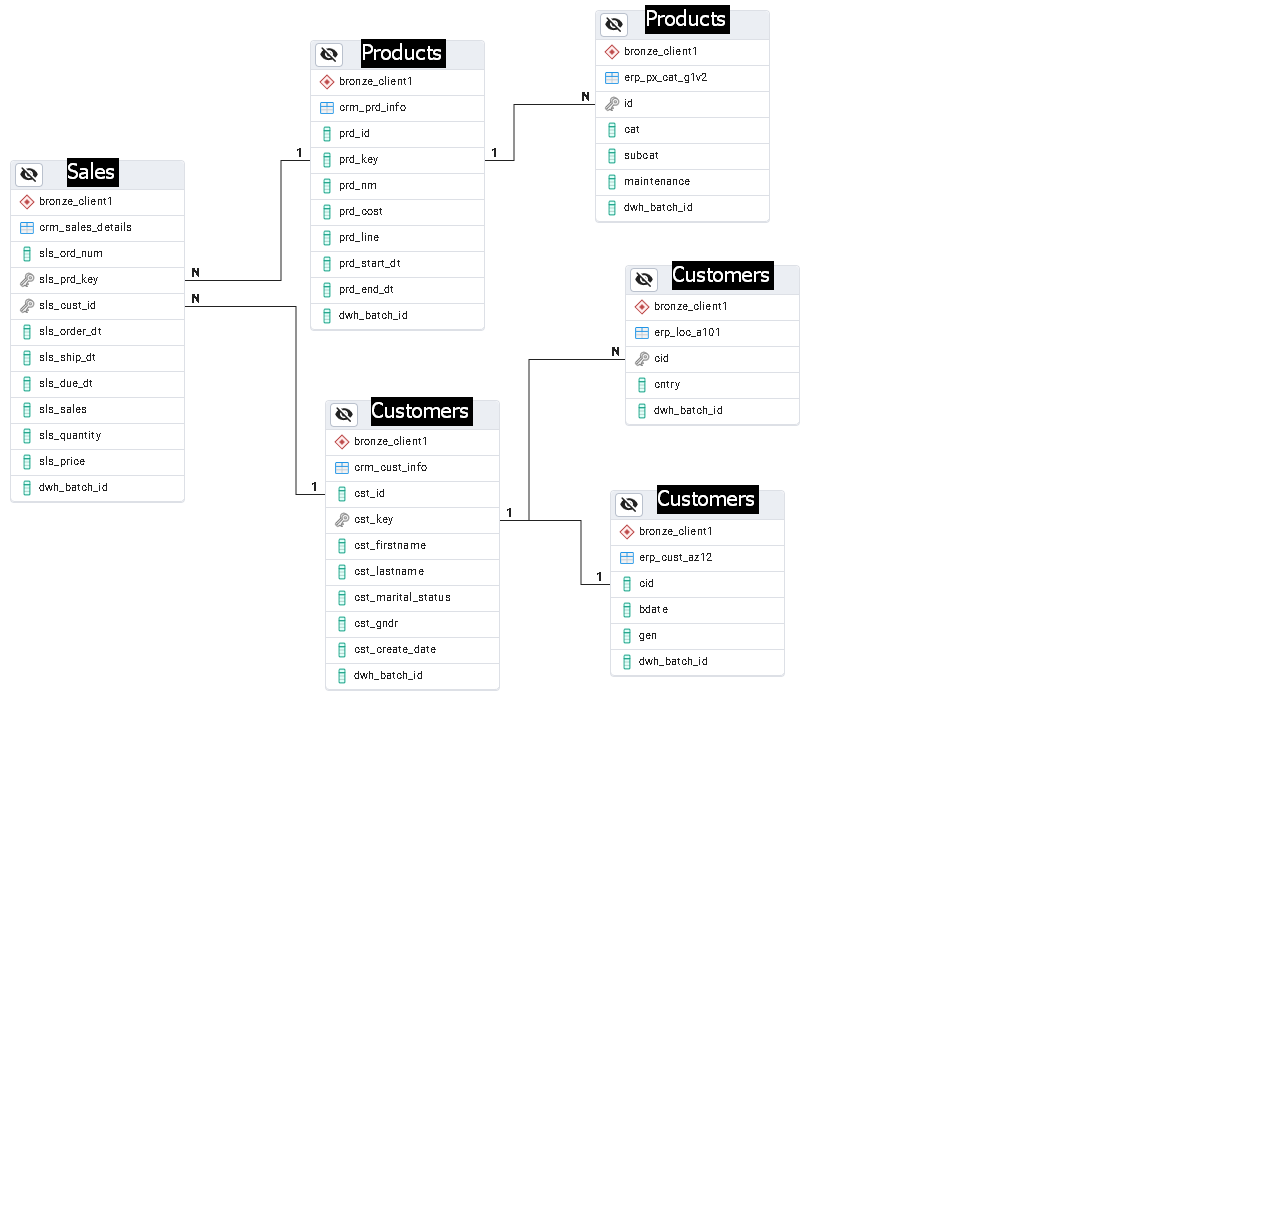 Sales
bronze_client1
crm_sales_details
sls_ord_num
sls_prd_key
sls_cust_id
sls_order_dt
sls_ship_dt
sls_due_dt
sls_sales
sls_quantity
sls_price
dwh_batch_id
N
N
Products
bronze_client1
crm_prd_info
prd_id
prd_key
prd_nm
prd_cost
prd_line
prd_start_dt
prd_end_dt
dwh_batch_id
1
1
Customers
bronze_client1
crm_cust_info
cst_id
cst_key
cst_firstname
cst_lastname
cst_marital_status
cst_gndr
cst_create_date
dwh_batch_id
1
1
Products
bronze_client1
erp_px_cat_g1v2
id
cat
subcat
maintenance
dwh_batch_id
N
Customers
bronze_client1
erp_loc_a101
cid
cntry
dwh_batch_id
N
Customers
bronze_client1
erp_cust_az12
cid
bdate
gen
dwh_batch_id
1